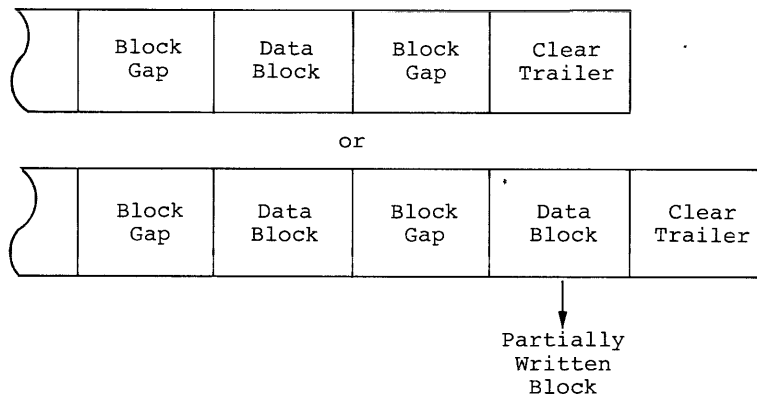 Block Data Block Clear
Gap Block Gap Trailer
or
Block Data Block Data Clear
Gap Block Gap Block Trailer
Partially
Written
Block